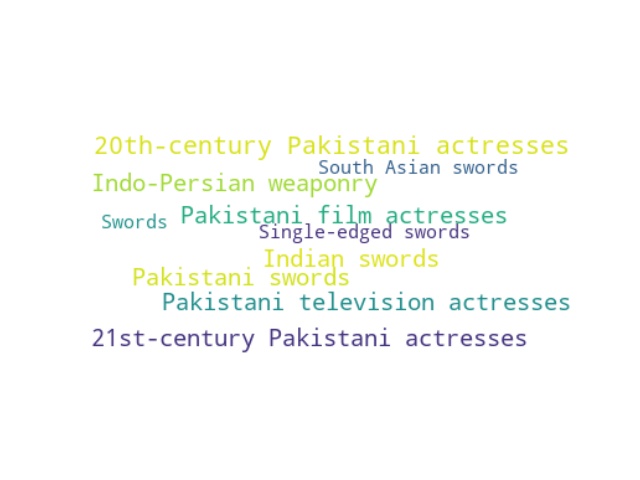 20th-century Pakistani actresses
South Asian swords
Indo-Persian weaponry
Pakistani film actresses
Swords
Single-edged swords
Indian swords
Pakistani swords
Pakistani television actresses
21st-century Pakistani actresses